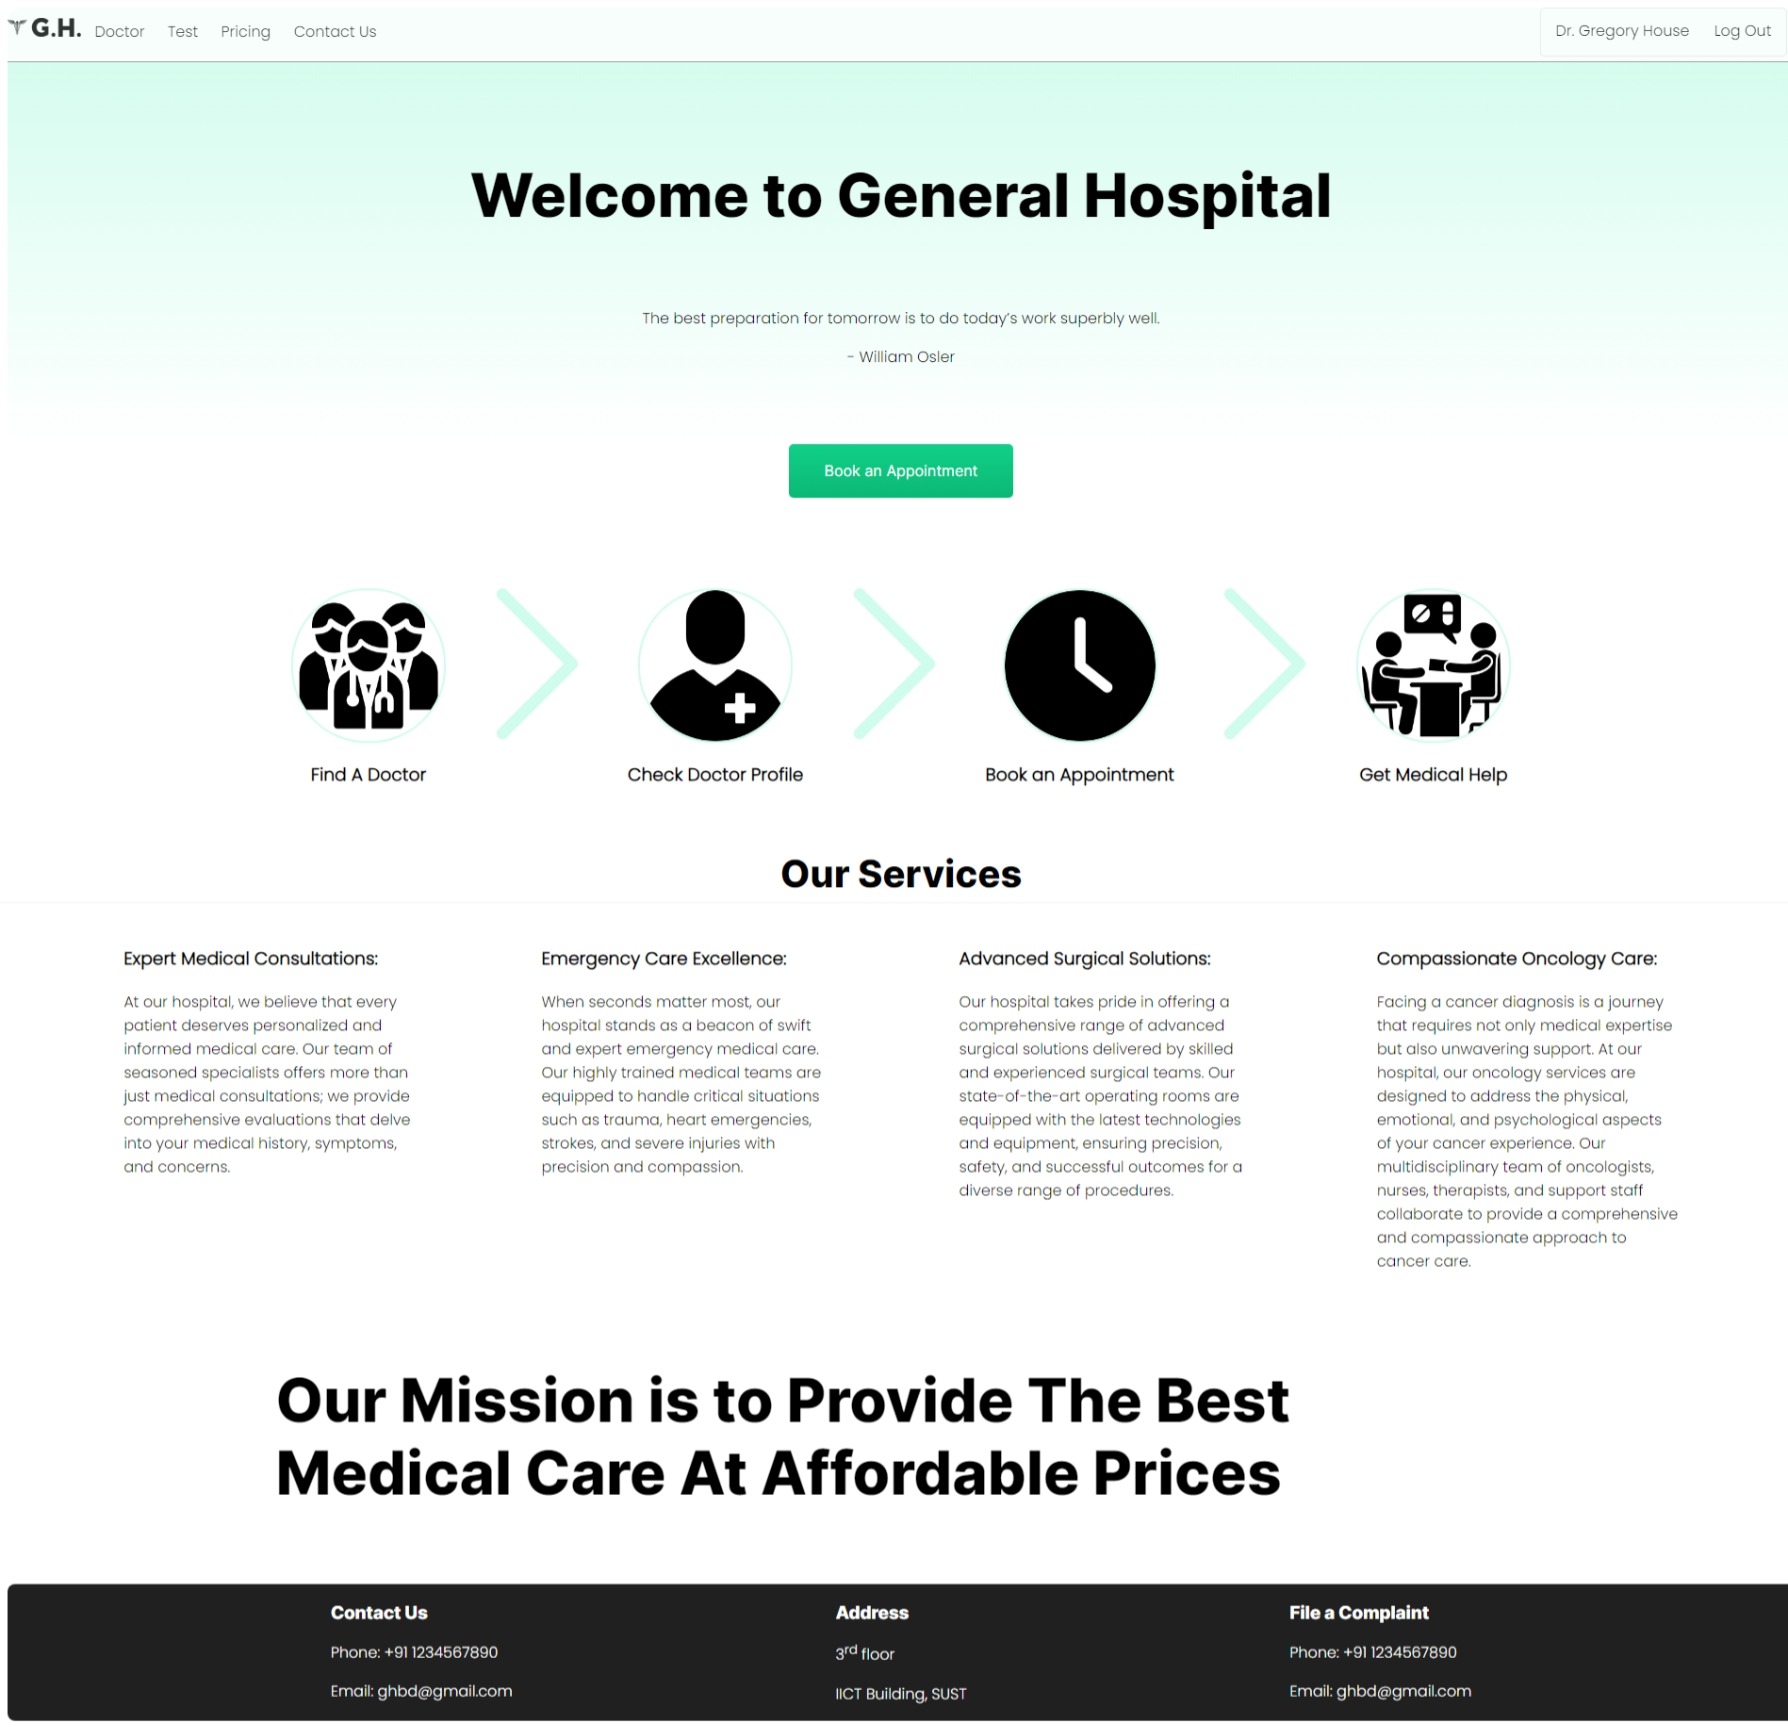 G.H. Doctor Test Pricing Contact Us Dr. Gregory House Log Out
Welcome to General Hospital
The best preparation for tomorrow is to do today’s work superbly well.
- William Osler
Book an Appointment
Find A Doctor
Check Doctor Profile
Book an Appointment
Get Medical Help
Our Services
Expert Medical Consultations:
At our hospital, we believe that every
patient deserves personalized and
informed medical care. Our team of
seasoned specialists offers more than
just medical consultations; we provide
comprehensive evaluations that delve
into your medical history, symptoms,
and concerns.
Emergency Care Excellence:
When seconds matter most, our
hospital stands as a beacon of swift
and expert emergency medical care.
Our highly trained medical teams are
equipped to handle critical situations
such as trauma, heart emergencies,
strokes, and severe injuries with
precision and compassion.
Advanced Surgical Solutions:
Our hospital takes pride in offering a
comprehensive range of advanced
surgical solutions delivered by skilled
and experienced surgical teams. Our
state-of-the-art operating rooms are
equipped with the latest technologies
and equipment, ensuring precision,
safety, and successful outcomes for a
diverse range of procedures.
Compassionate Oncology Care:
Facing a cancer diagnosis is a journey
that requires not only medical expertise
but also unwavering support. At our
hospital, our oncology services are
designed to address the physical,
emotional, and psychological aspects
of your cancer experience. Our
multidisciplinary team of oncologists,
nurses, therapists, and support staff
collaborate to provide a comprehensive
and compassionate approach to
cancer care.
Our Mission is to Provide The Best
Medical Care At Affordable Prices
Contact Us
Phone: +91 1234567890
Email: ghbd@gmail.com
Address
3rd floor
IICT Building, SUST
File a Complaint
Phone: +91 1234567890
Email: ghbd@gmail.com